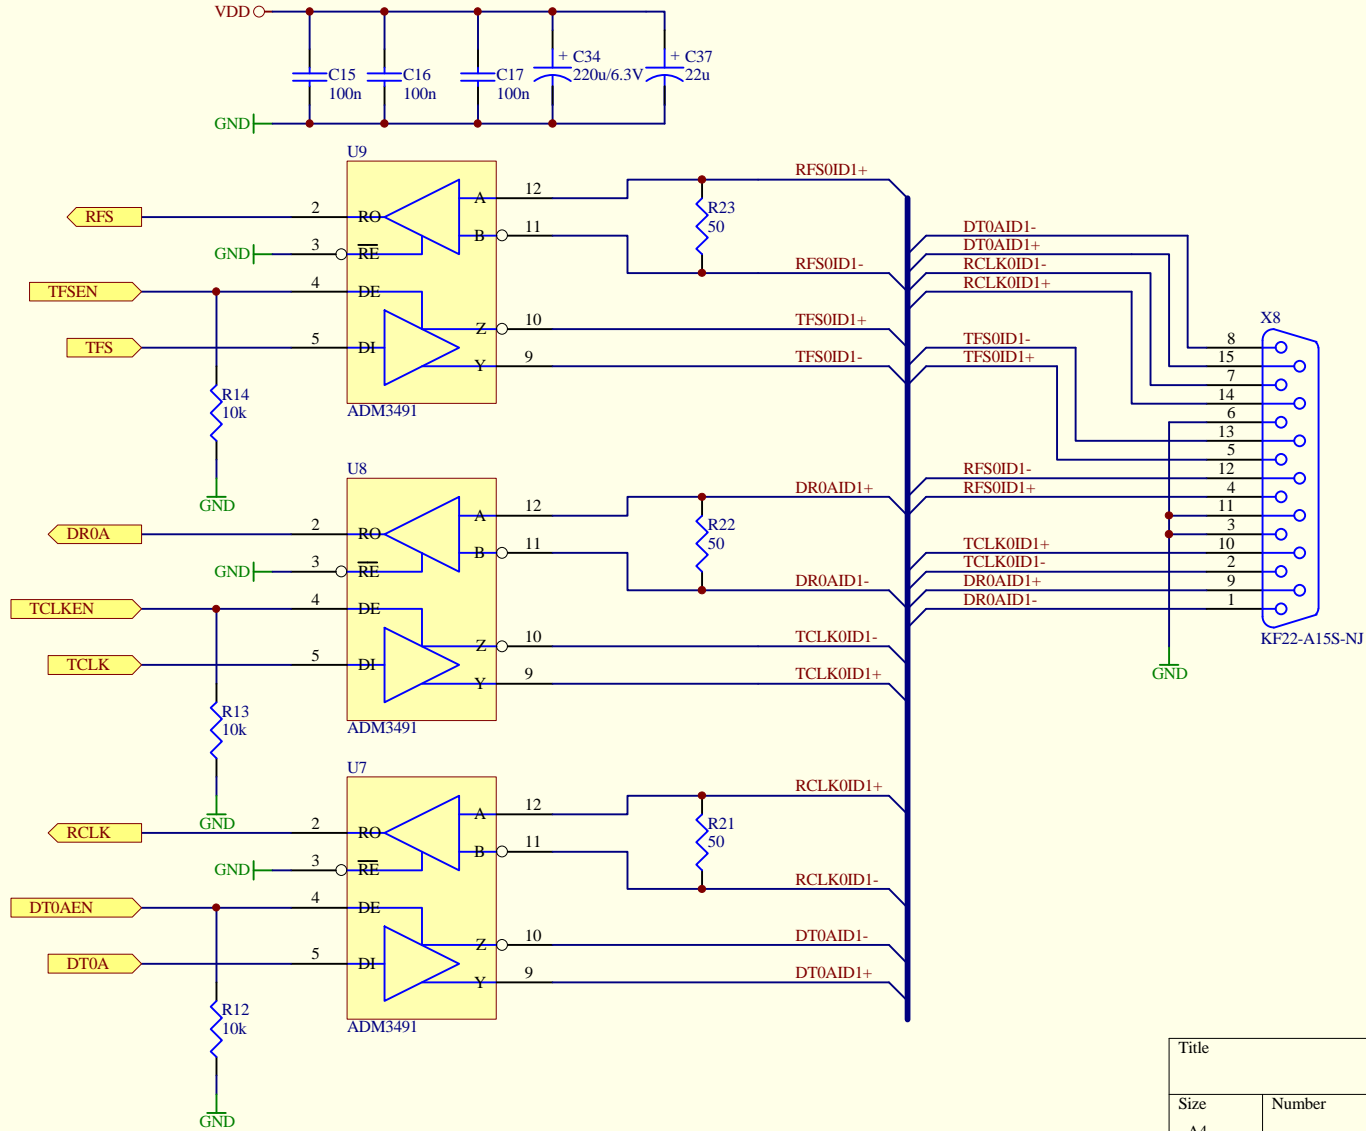 VDD
C15
100n
C16
100n
C17
100n
+ C34
220u/6.3V
+ C37
22u
GND
U9
RFS
2
RO
A
12
RFS0ID1+
R23
50
GND
3
RE
B
11
RFS0ID1-
TFSEN
4
DE
Z
10
TFS0ID1+
TFS
5
DI
Y
9
TFS0ID1-
ADM3491
R14
10k
GND
U8
DR0A
2
RO
A
12
DR0AID1+
R22
50
GND
3
RE
B
11
DR0AID1-
TCLKEN
4
DE
Z
10
TCLK0ID1-
TCLK
5
DI
Y
9
TCLK0ID1+
ADM3491
R13
10k
GND
U7
RCLK
2
RO
A
12
RCLK0ID1+
R21
50
GND
3
RE
B
11
RCLK0ID1-
DT0AEN
4
DE
Z
10
DT0AID1-
DT0A
5
DI
Y
9
DT0AID1+
ADM3491
R12
10k
GND
DT0AID1-
DT0AID1+
RCLK0ID1-
RCLK0ID1+
TFS0ID1-
TFS0ID1+
RFS0ID1-
RFS0ID1+
TCLK0ID1+
TCLK0ID1-
DR0AID1+
DR0AID1-
X8
8
15
7
14
6
13
5
12
4
11
3
10
2
9
1
KF22-A15S-NJ
GND
Title
Size
Number
A4